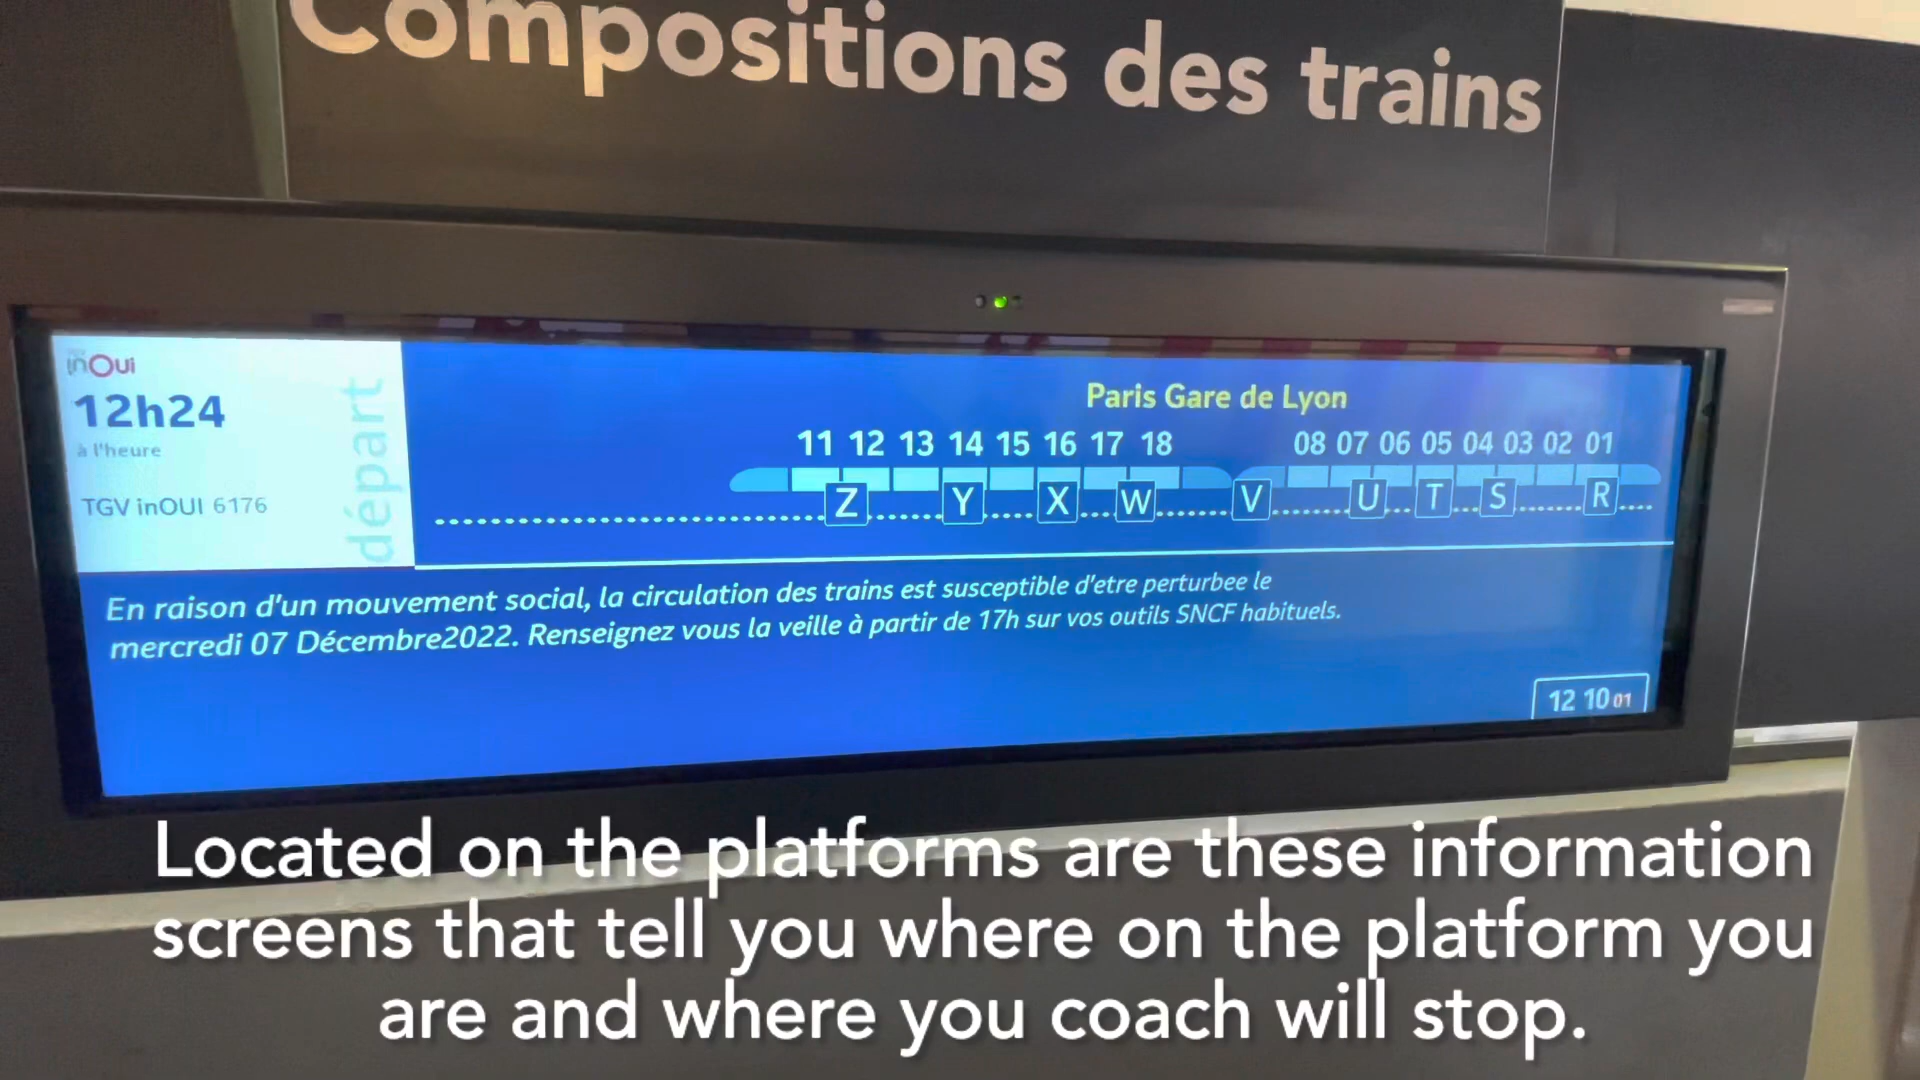 Compositions des trains
inOui
12h24
à l'heure
TGV inOUI 6176
départ
Paris Gare de Lyon
11 12 13 14 15 16 17 18 08 07 06 05 04 03 02 01
Z Y X W V U T S R
En raison d'un mouvement social, la circulation des trains est susceptible d'etre perturbee le
mercredi 07 Décembre2022. Renseignez vous la veille à partir de 17h sur vos outils SNCF habituels.
12 10 01
Located on the platforms are these information
screens that tell you where on the platform you
are and where you coach will stop.